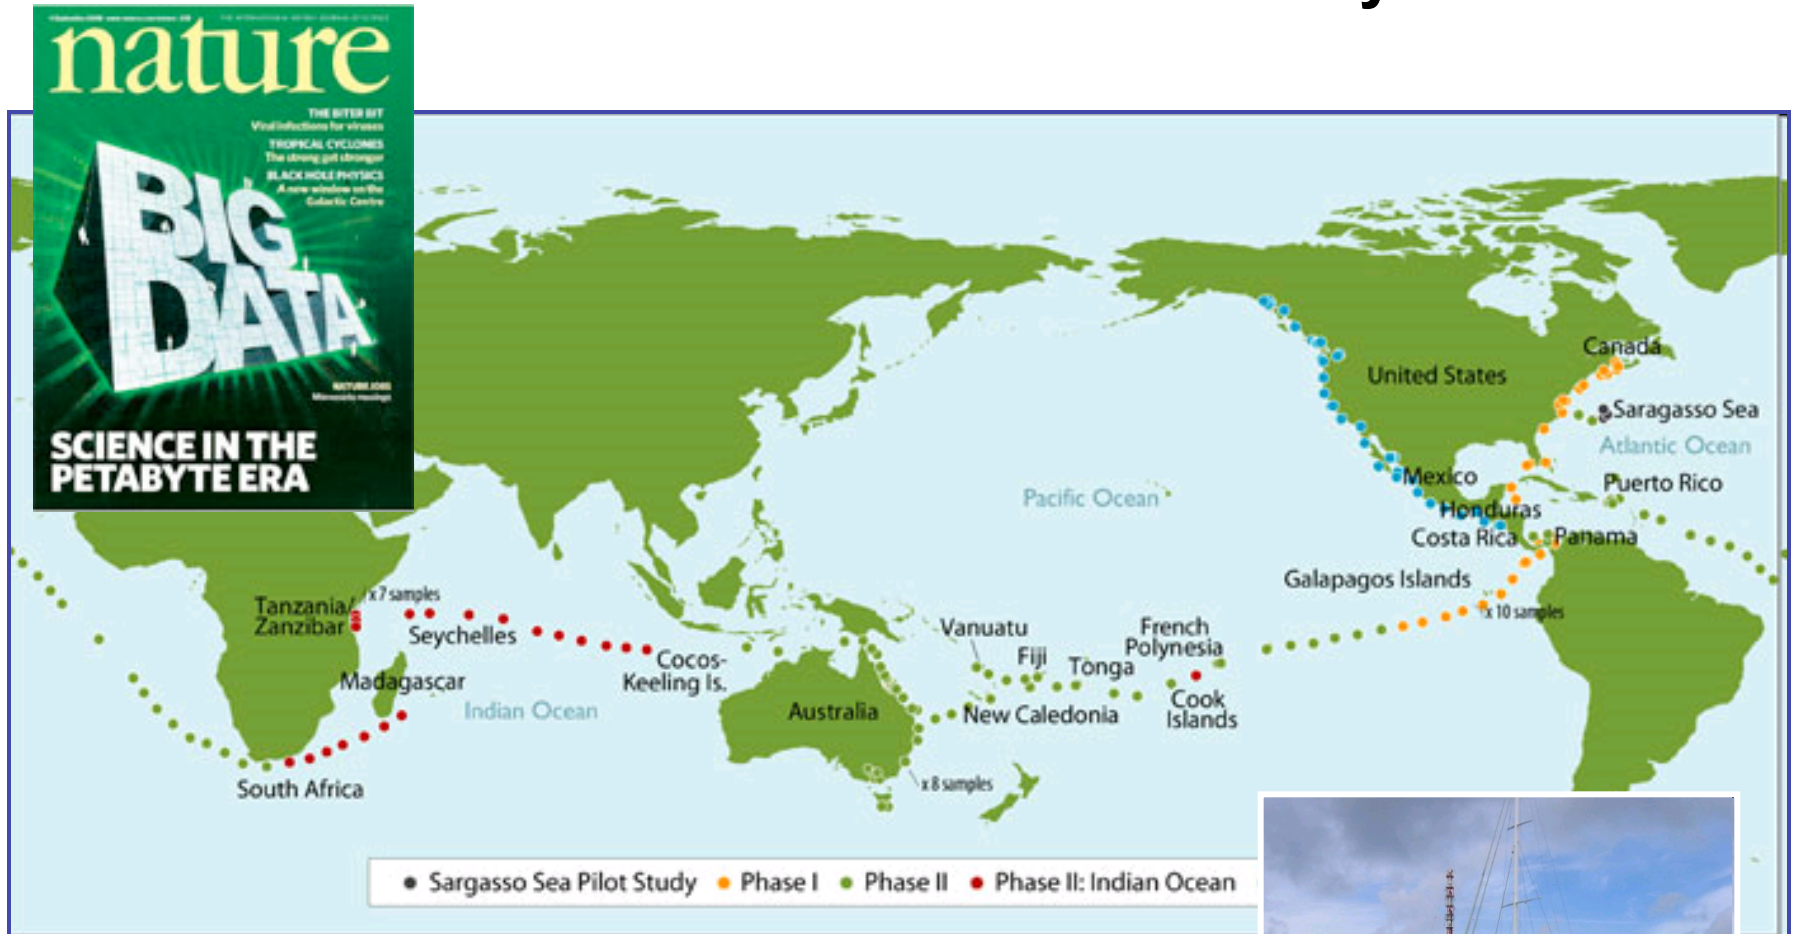 nature
THE BITER BIT
Viral infections for viruses
TROPICAL CYCLONES
The strong get stronger
BLACK HOLE PHYSICS
A new window on the
Galactic Centre
BIG
DATA
NATURE JOBS
SCIENCE IN THE
PETABYTE ERA
Canada
United States
Saragasso Sea
Atlantic Ocean
Mexico
Puerto Rico
Pacific Ocean
Honduras
Costa Rica
Panama
Galapagos Islands
x 10 samples
x 7 samples
Tanzania/
Zanzibar
Seychelles
Cocos-
Keeling Is.
Madagascar
Indian Ocean
South Africa
Australia
x 8 samples
Vanuatu
Fiji
Tonga
French
Polynesia
Cook
Islands
New Caledonia
Sargasso Sea Pilot Study
Phase I
Phase II
Phase II: Indian Ocean